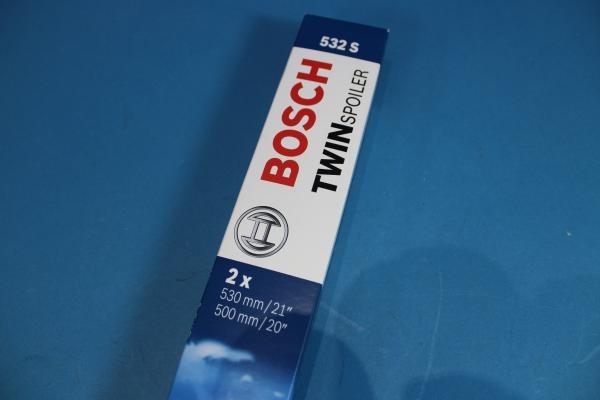 532 S
BOSCH
TWINSPOILER
2 x
530 mm/21"
500 mm/20"